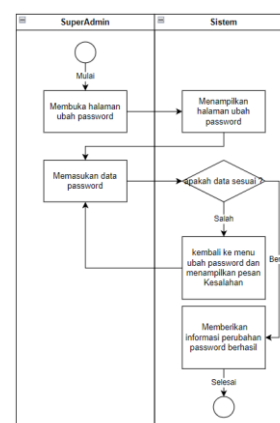 SuperAdmin
Sistem
Mulai
Membuka halaman
ubah password
Menampilkan
halaman ubah
password
Memasukan data
password
apakah data sesuai ?
Salah
kembali ke menu
ubah password dan
menampilkan pesan
Kesalahan
Memberikan
informasi perubahan
password berhasil
Selesai